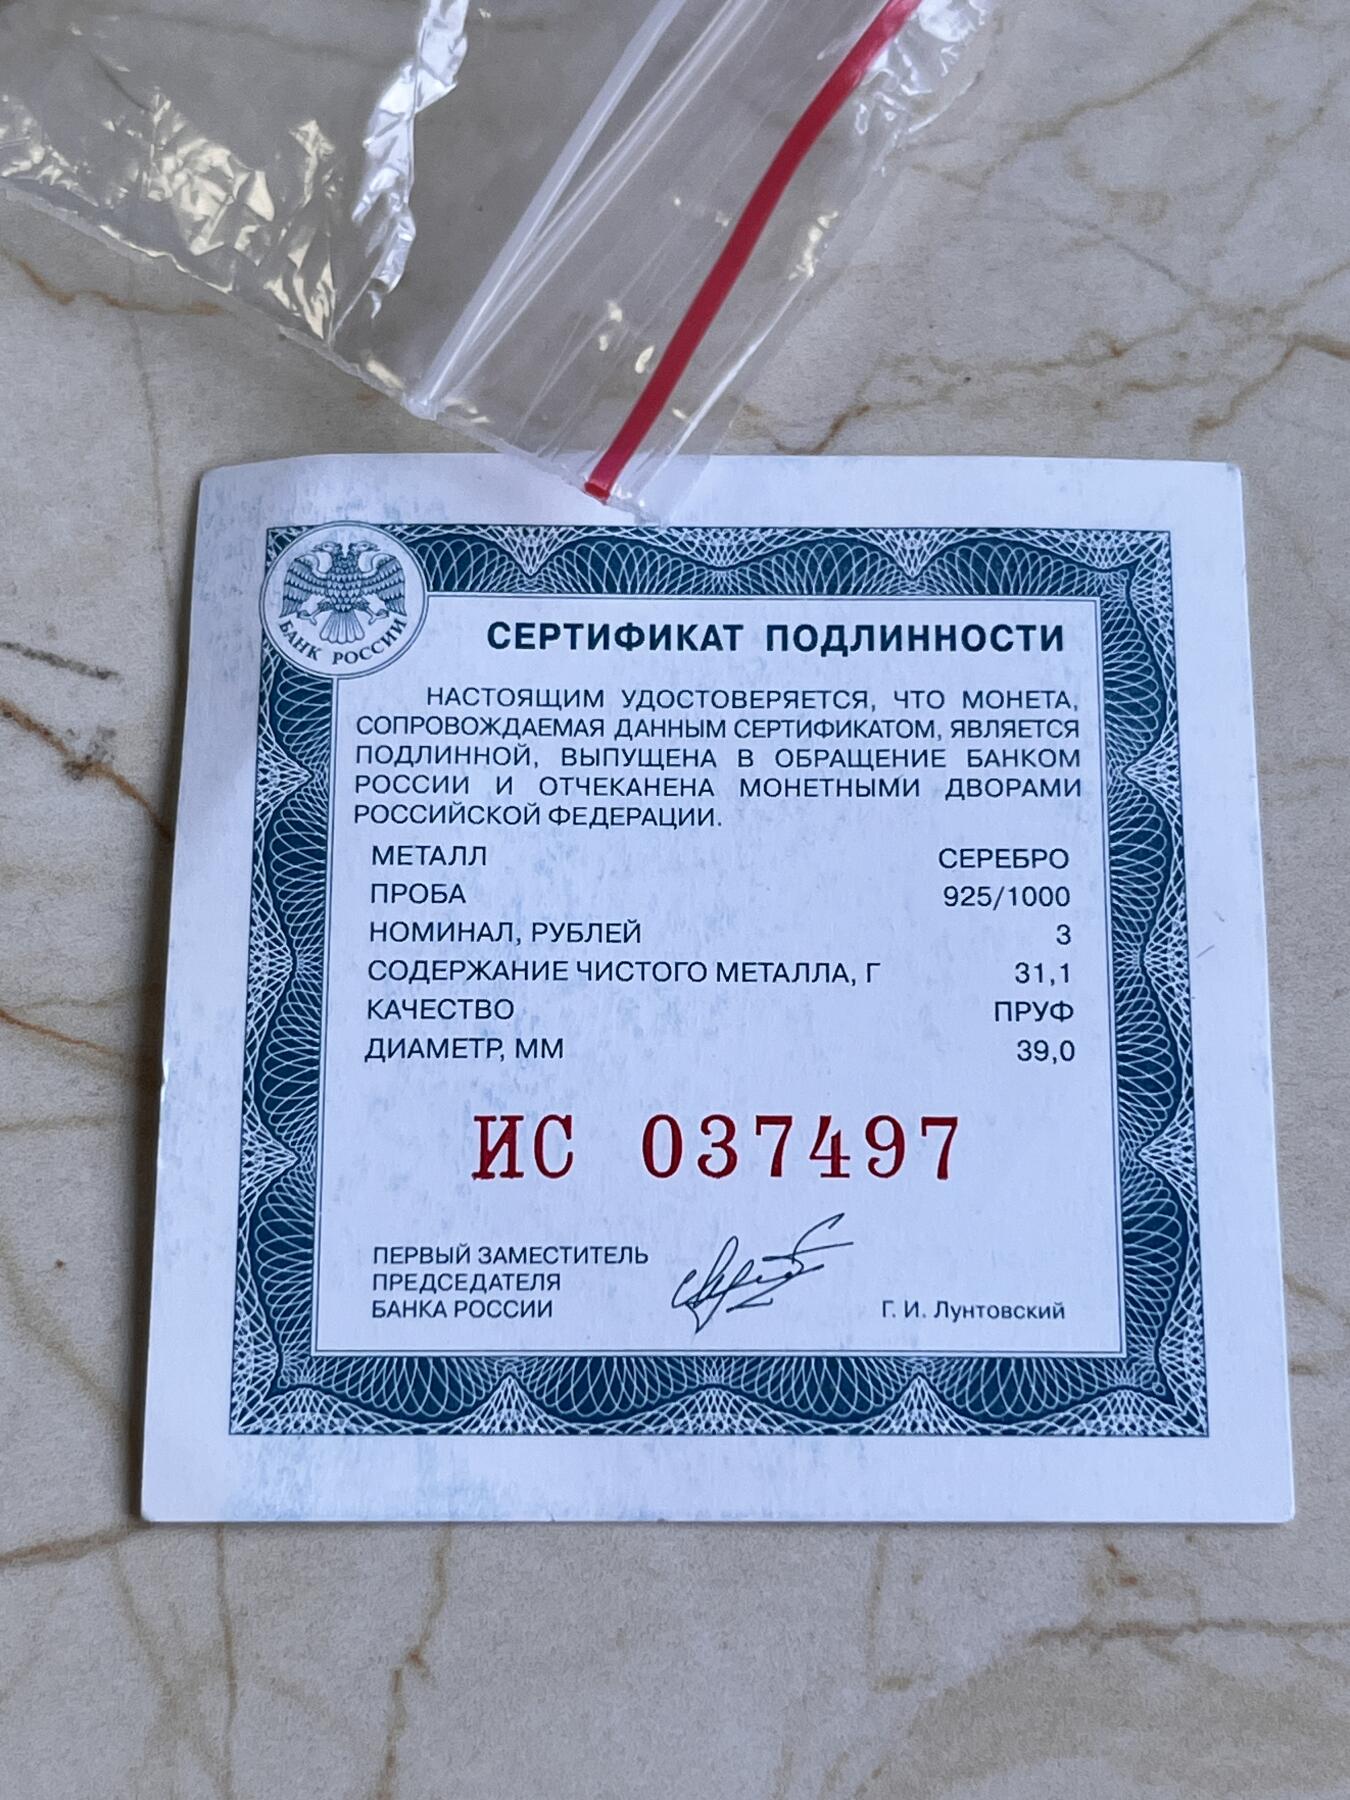 БАНК РОССИИ
СЕРТИФИКАТ ПОДЛИННОСТИ
НАСТОЯЩИМ УДОСТОВЕРЯЕТСЯ, ЧТО МОНЕТА,
СОПРОВОЖДАЕМАЯ ДАННЫМ СЕРТИФИКАТОМ, ЯВЛЯЕТСЯ
ПОДЛИННОЙ, ВЫПУЩЕНА В ОБРАЩЕНИЕ БАНКОМ
РОССИИ И ОТЧЕКАНЕНА МОНЕТНЫМИ ДВОРАМИ
РОССИЙСКОЙ ФЕДЕРАЦИИ.
МЕТАЛЛ СЕРЕБРО
ПРОБА 925/1000
НОМИНАЛ, РУБЛЕЙ 3
СОДЕРЖАНИЕ ЧИСТОГО МЕТАЛЛА, Г 31,1
КАЧЕСТВО ПРУФ
ДИАМЕТР, ММ 39,0
ИС 037497
ПЕРВЫЙ ЗАМЕСТИТЕЛЬ
ПРЕДСЕДАТЕЛЯ
БАНКА РОССИИ Г. И. Лунтовский